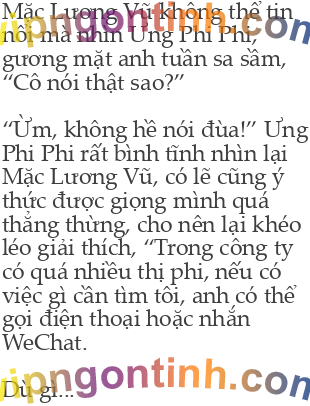 Mặc Lương Vũ không thể tin
nổi mà nhìn Ưng Phi Phi,
gương mặt anh tuấn sa sầm,
“Cô nói thật sao?”
“Ừm, không hề nói đùa!” Ưng
Phi Phi rất bình tĩnh nhìn lại
Mặc Lương Vũ, có lẽ cũng ý
thức được giọng mình quá
thẳng thừng, cho nên lại khéo
léo giải thích, “Trong công ty
có quá nhiều thị phi, nếu có
việc gì cần tìm tôi, anh có thể
gọi điện thoại hoặc nhắn
WeChat.
Dù gì...
vipngontinh.com
vipngontinh.com